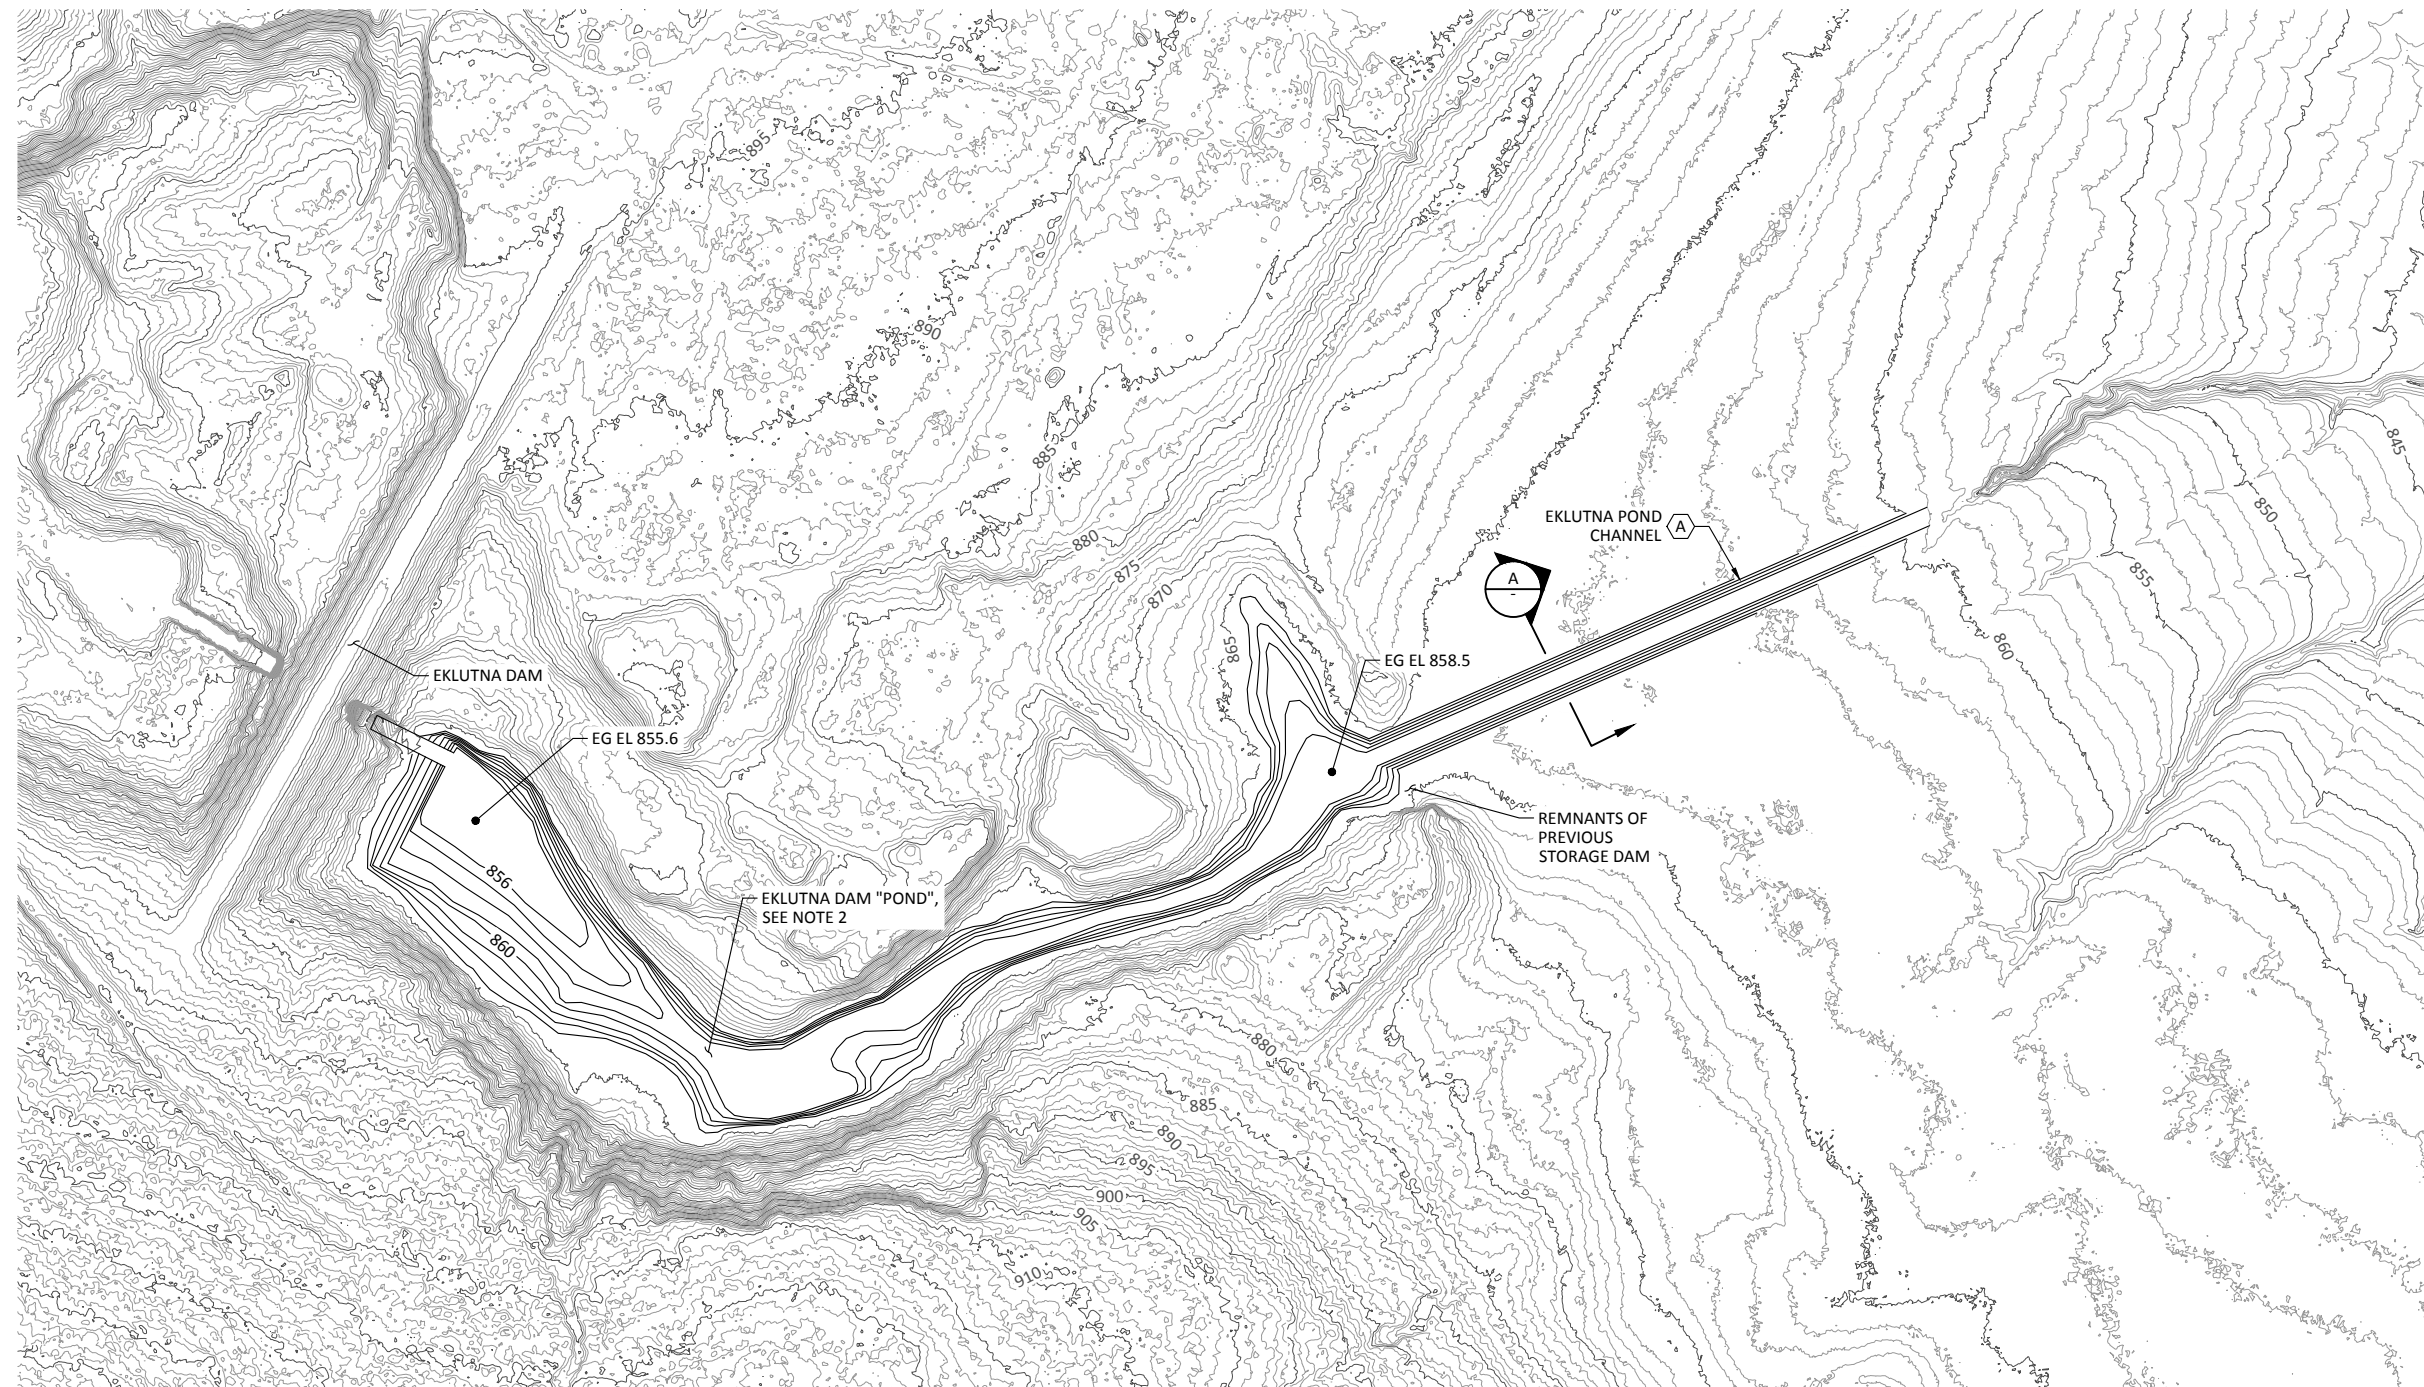 895
890
885
880
875
870
865
845
850
855
860
EKLUTNA POND
CHANNEL
A
A
-
EG EL 858.5
EKLUTNA DAM
EG EL 855.6
REMNANTS OF
PREVIOUS
STORAGE DAM
856
860
EKLUTNA DAM "POND",
SEE NOTE 2
880
885
890
895
900
905
910